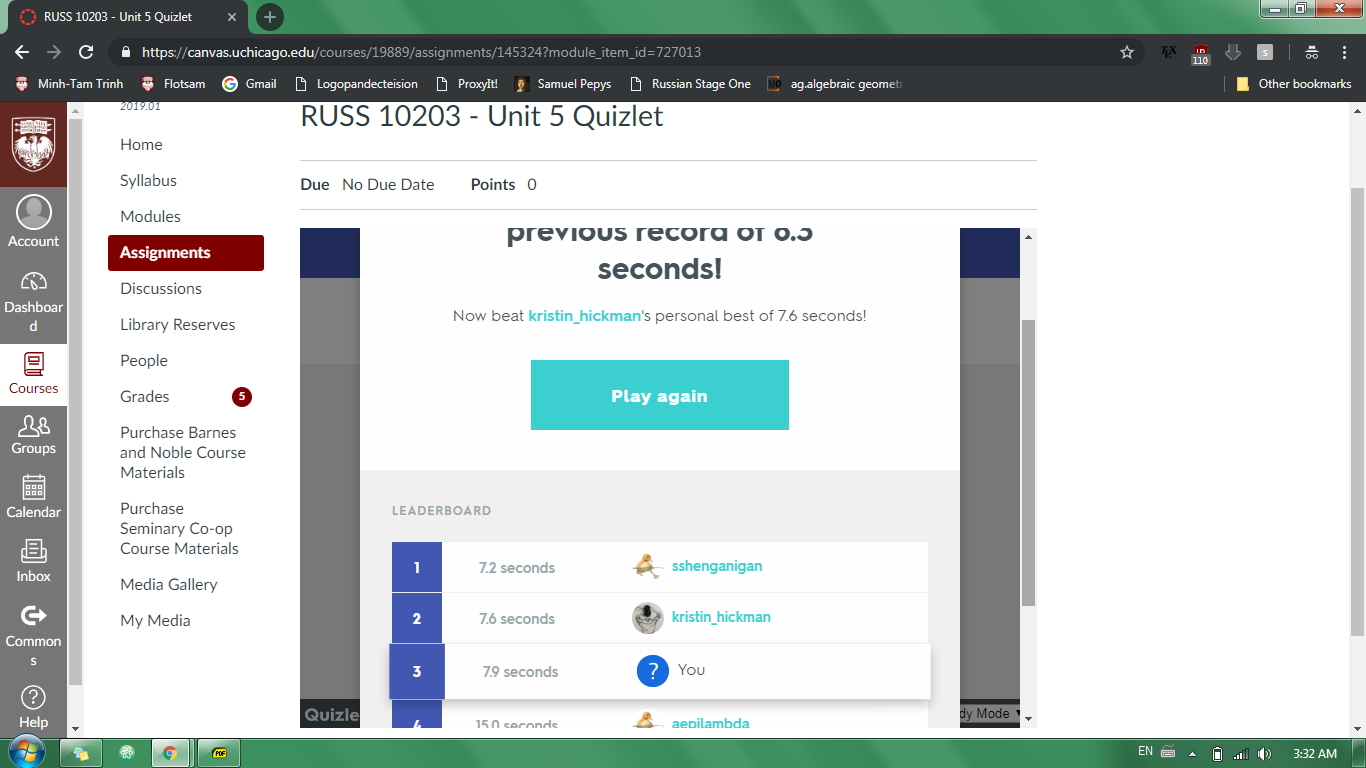 RUSS 10203 - Unit 5 Quizlet
https://canvas.uchicago.edu/courses/19889/assignments/145324?module_item_id=727013
TEX
110
s
Minh-Tam Trinh
Flotsam
Gmail
Logopandecteision
ProxyIt!
Samuel Pepys
Russian Stage One
ag.algebraic geometr
Other bookmarks
2019.01
Home
Syllabus
Modules
Assignments
Discussions
Library Reserves
People
Grades 5
Purchase Barnes
and Noble Course
Materials
Purchase
Seminary Co-op
Course Materials
Media Gallery
My Media
Account
Dashboar
d
Courses
Groups
Calendar
Inbox
Common
s
Help
RUSS 10203 - Unit 5 Quizlet
Due No Due Date Points 0
previous record of 6.3
seconds!
Now beat kristin_hickman's personal best of 7.6 seconds!
Play again
LEADERBOARD
1 7.2 seconds sshenganigan
2 7.6 seconds kristin_hickman
3 7.9 seconds ? You
4 15.0 seconds aepilambda
Quizle
dy Mode
PDF
EN
3:32 AM